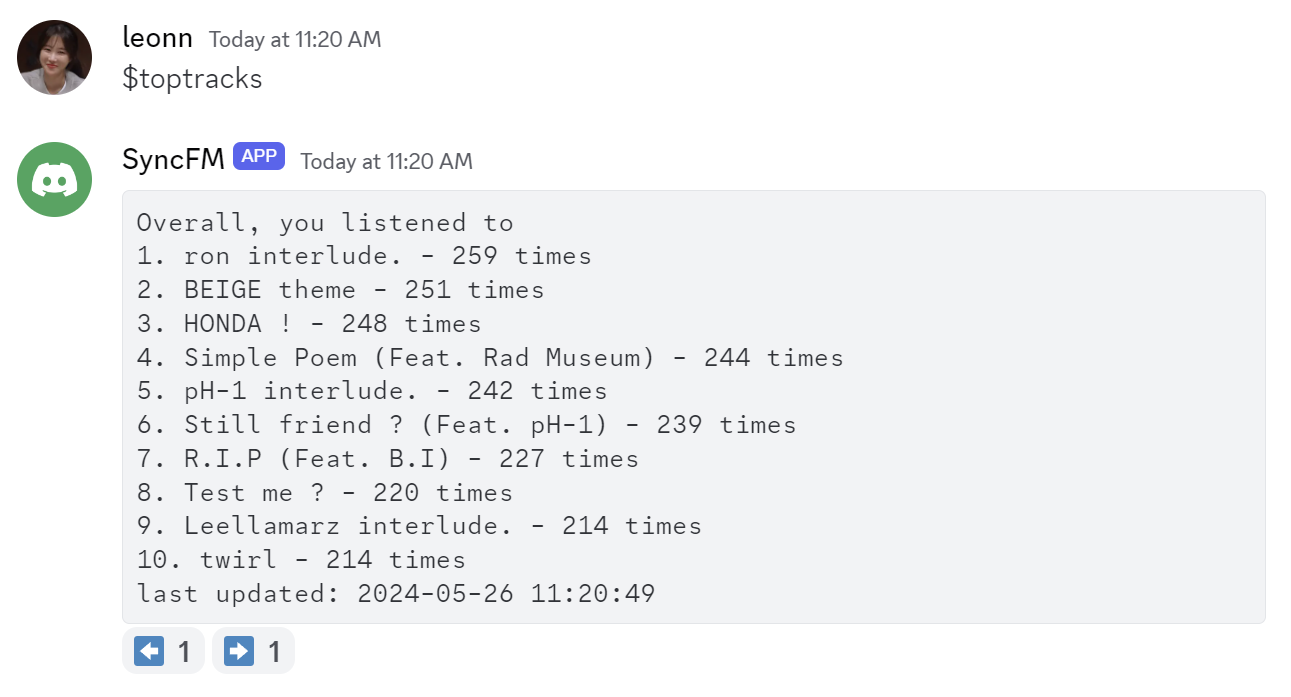 leonn Today at 11:20 AM
$toptracks
SyncFM APP Today at 11:20 AM
Overall, you listened to
1. ron interlude. - 259 times
2. BEIGE theme - 251 times
3. HONDA ! - 248 times
4. Simple Poem (Feat. Rad Museum) - 244 times
5. pH-1 interlude. - 242 times
6. Still friend ? (Feat. pH-1) - 239 times
7. R.I.P (Feat. B.I) - 227 times
8. Test me ? - 220 times
9. Leellamarz interlude. - 214 times
10. twirl - 214 times
last updated: 2024-05-26 11:20:49
1 1